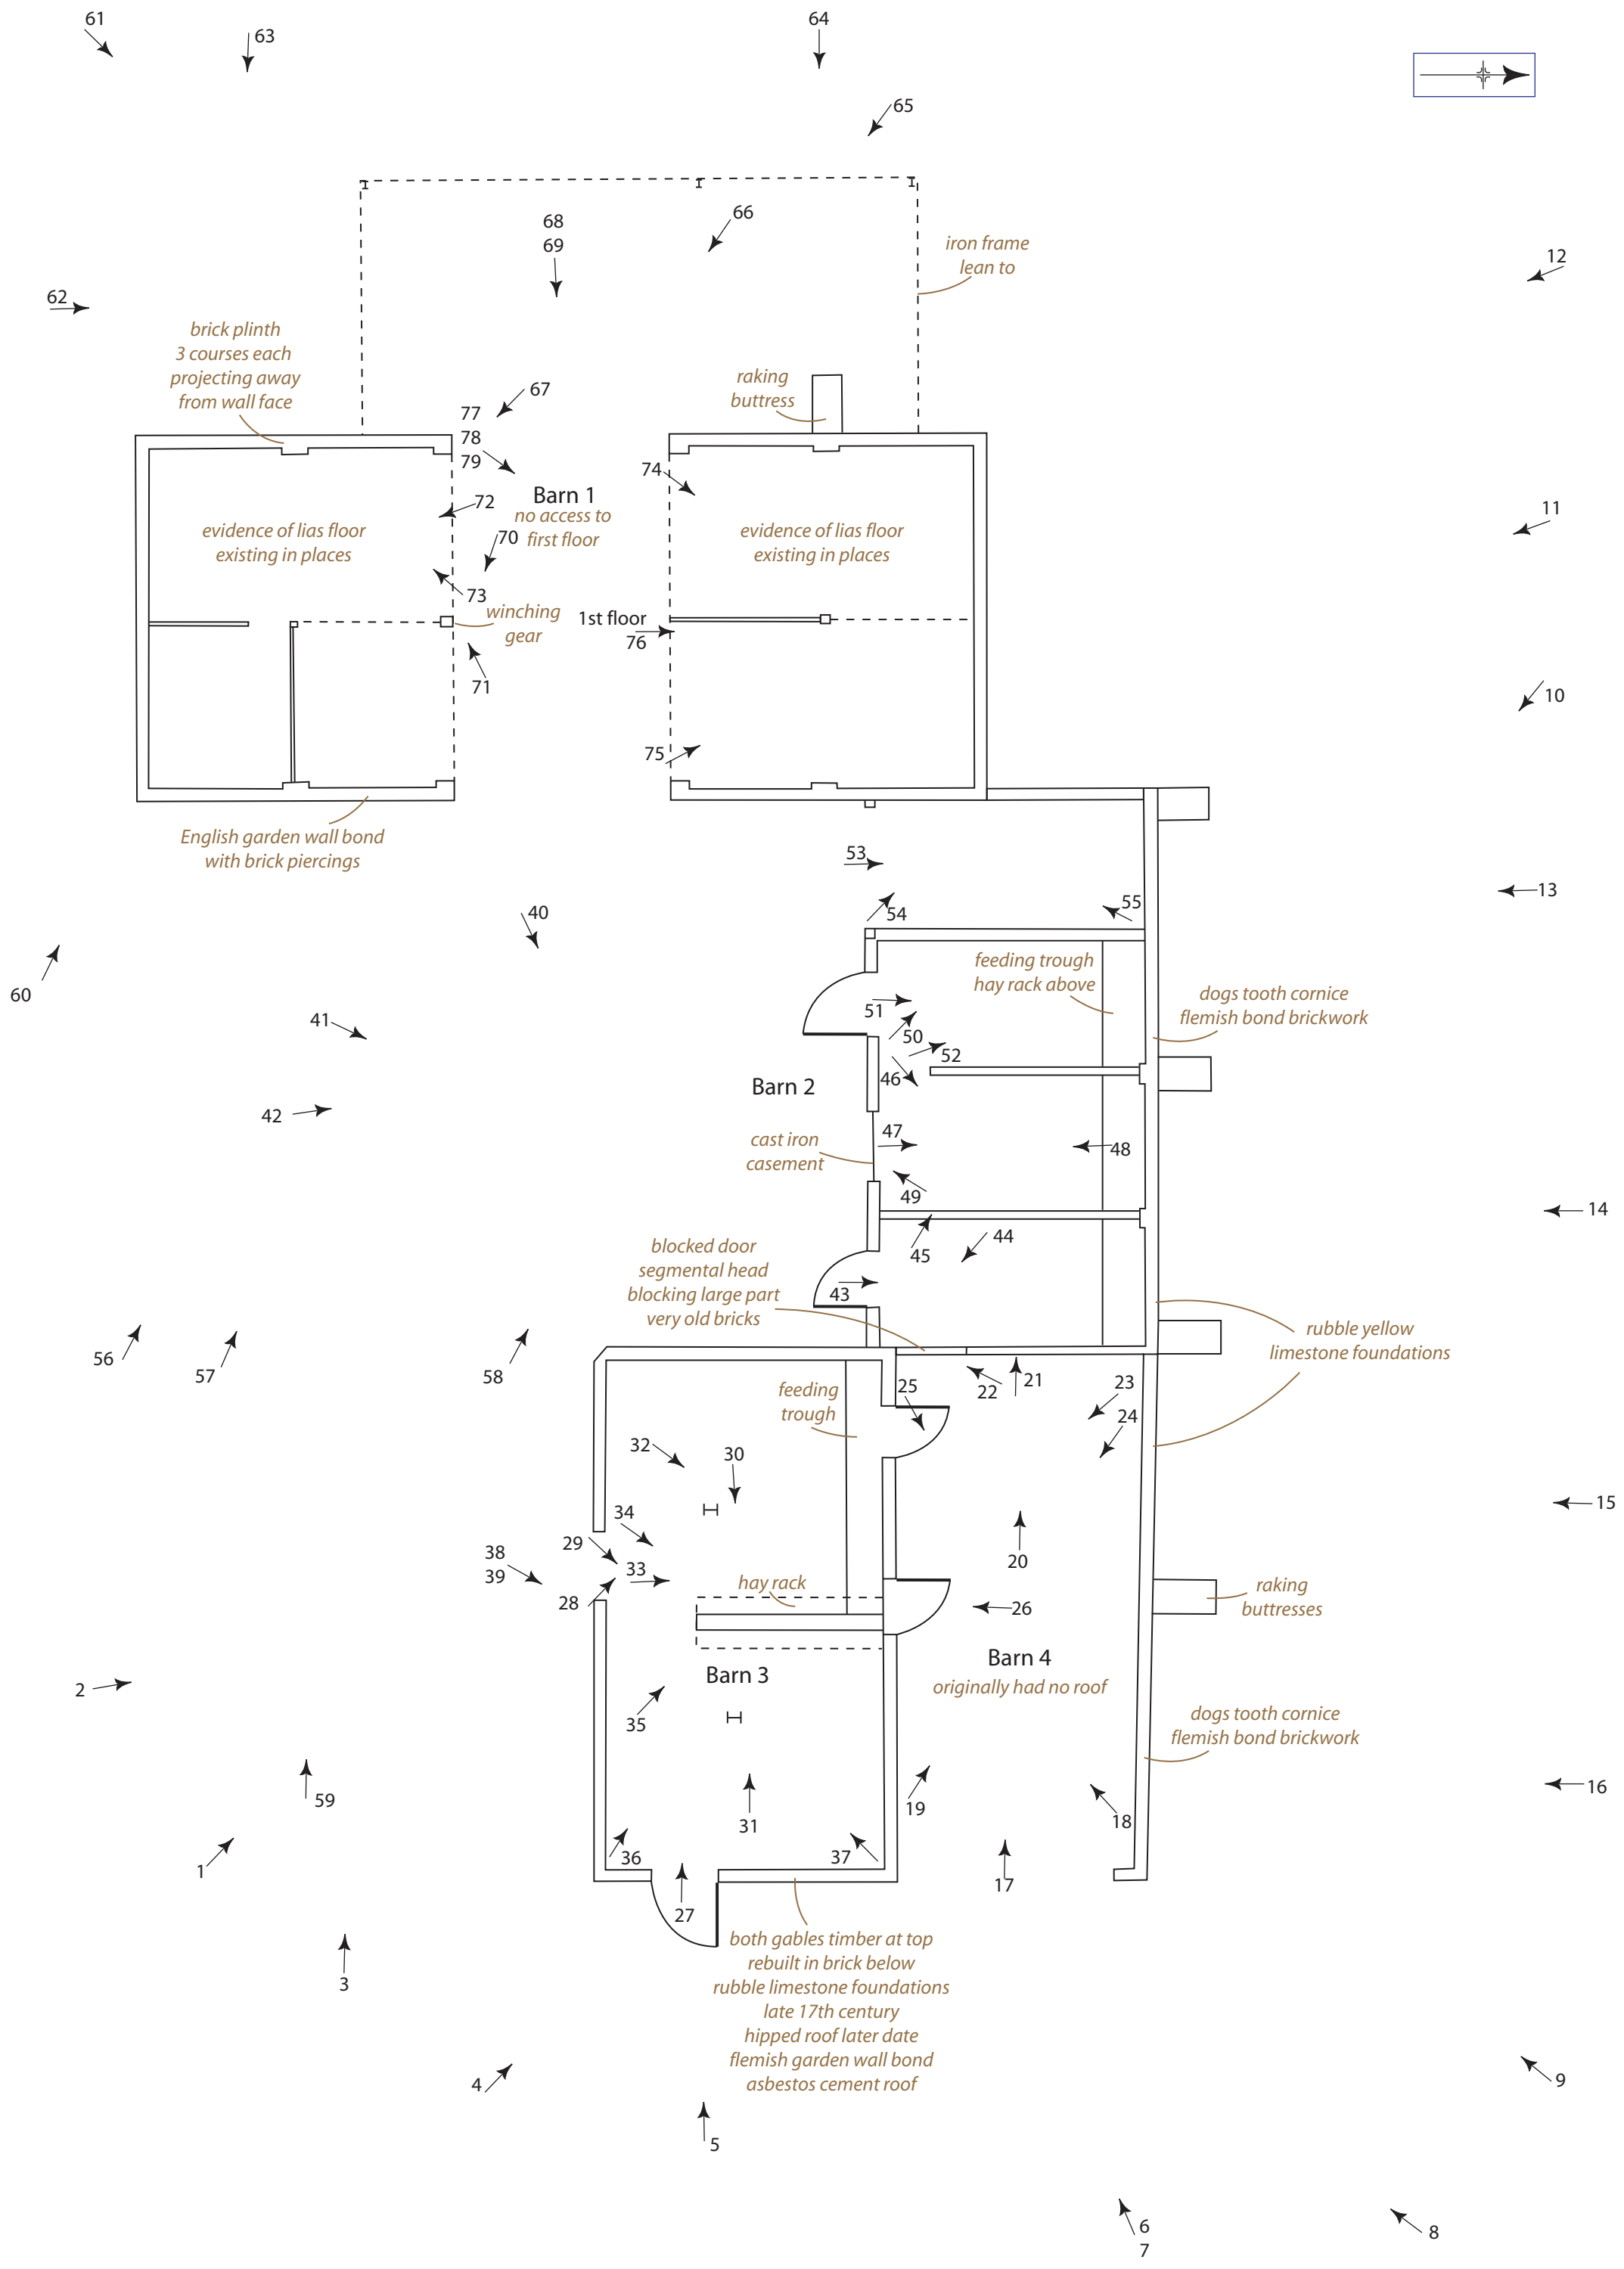 61
63
64
65
66
68
69
iron frame
lean to
12
62
brick plinth
3 courses each
projecting away
from wall face
raking
buttress
67
77
78
79
74
72
Barn 1
no access to
first floor
70
evidence of lias floor
existing in places
evidence of lias floor
existing in places
11
73
winching
gear
1st floor
76
71
10
75
English garden wall bond
with brick piercings
53
54
55
13
40
60
41
42
feeding trough
hay rack above
dogs tooth cornice
flemish bond brickwork
51
50
52
46
Barn 2
47
48
cast iron
casement
49
14
45
44
blocked door
segmental head
blocking large part
very old bricks
43
rubble yellow
limestone foundations
56
57
58
21
22
23
24
25
feeding
trough
32
30
34
29
38
39
33
28
hay rack
20
26
15
raking
buttresses
Barn 3
Barn 4
originally had no roof
2
35
dogs tooth cornice
flemish bond brickwork
59
19
18
16
1
31
36
37
17
27
both gables timber at top
rebuilt in brick below
rubble limestone foundations
late 17th century
hipped roof later date
flemish garden wall bond
asbestos cement roof
3
4
9
5
6
7
8